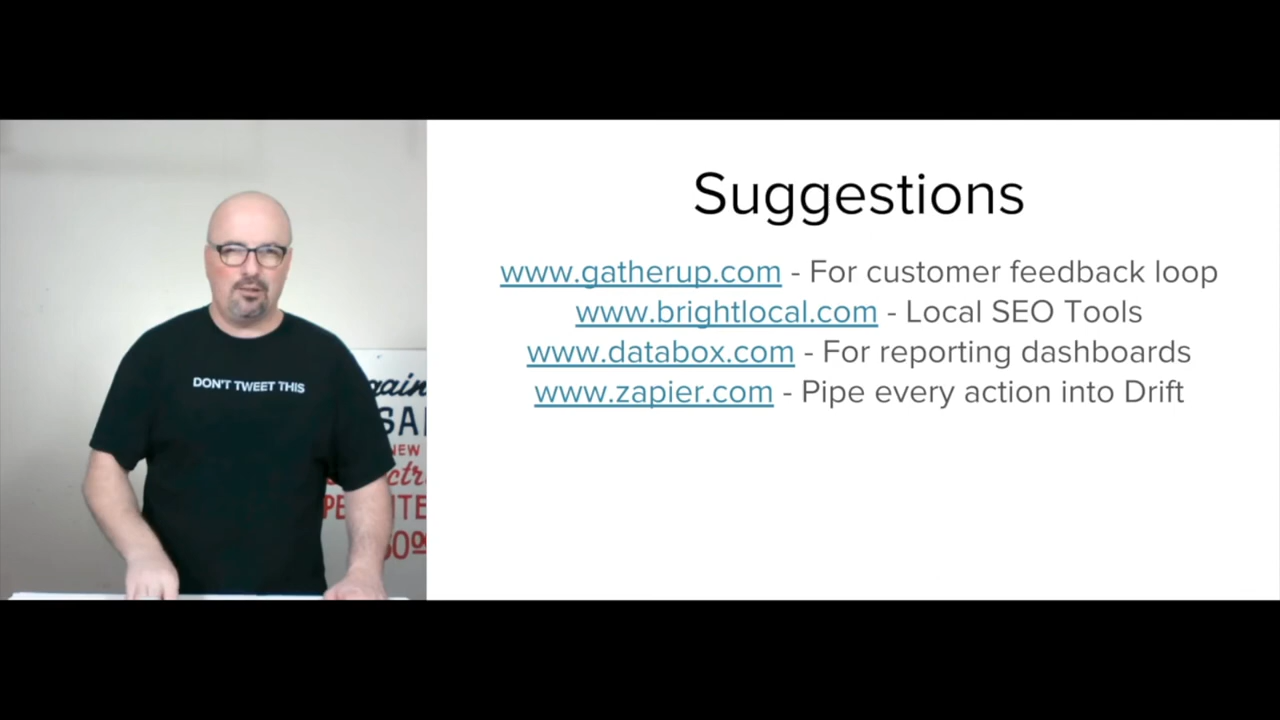 Suggestions
www.gatherup.com - For customer feedback loop
www.brightlocal.com - Local SEO Tools
www.databox.com - For reporting dashboards
www.zapier.com - Pipe every action into Drift
DON'T TWEET THIS
NEW